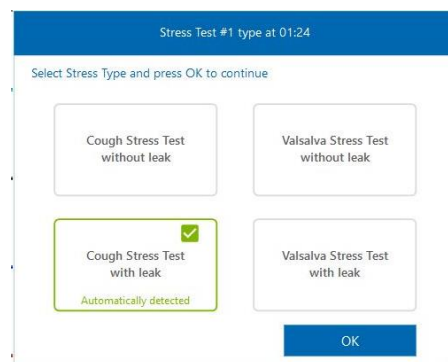 Stress Test #1 type at 01:24
Select Stress Type and press OK to continue
Cough Stress Test
without leak
Valsalva Stress Test
without leak
Cough Stress Test
with leak
Automatically detected
Valsalva Stress Test
with leak
OK